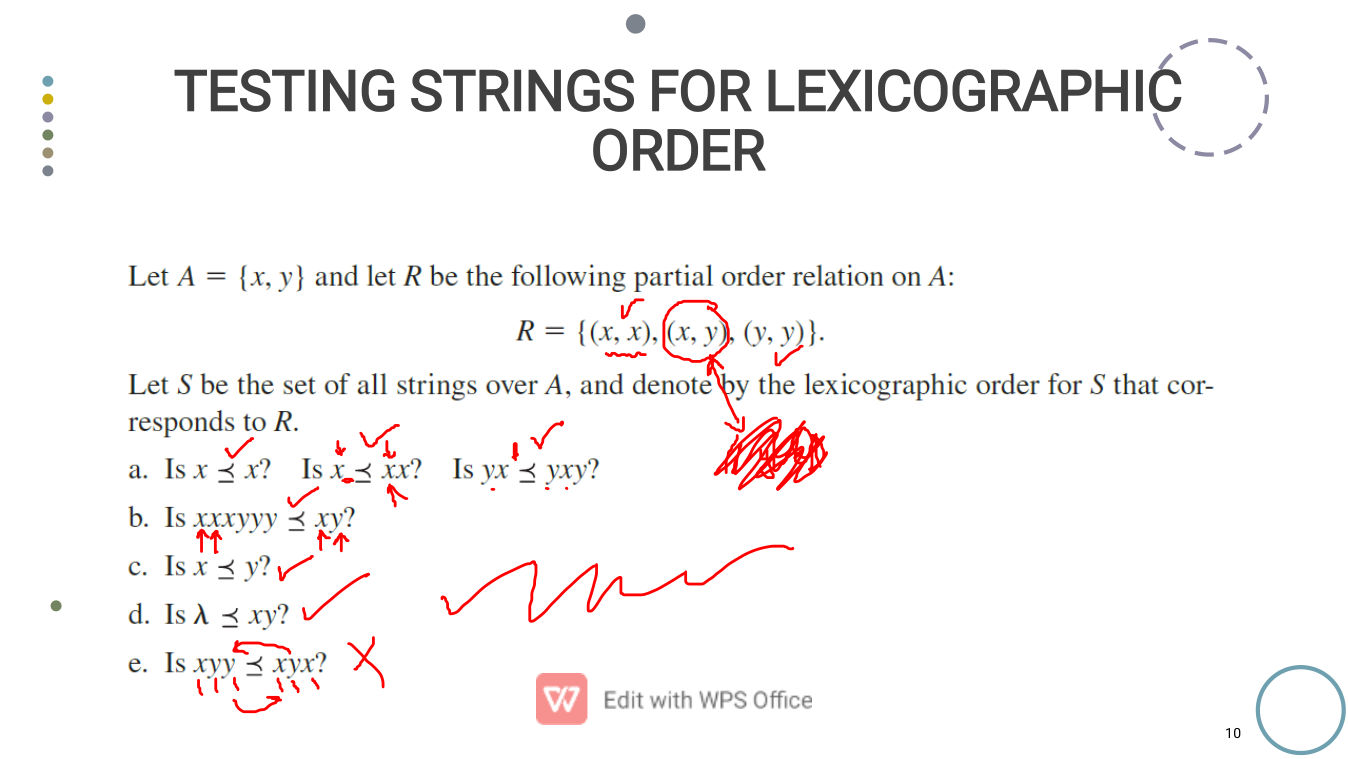 TESTING STRINGS FOR LEXICOGRAPHIC
ORDER
Let A = {x, y} and let R be the following partial order relation on A:
R = {(x, x), (x, y), (y, y)}.
Let S be the set of all strings over A, and denote by the lexicographic order for S that cor-
responds to R.
a. Is x ⪯ x? Is x ⪯ xx? Is yx ⪯ yxy?
b. Is xxxyyy ⪯ xy?
c. Is x ⪯ y?
d. Is λ ⪯ xy?
e. Is xyy ⪯ xyx?
Edit with WPS Office
10